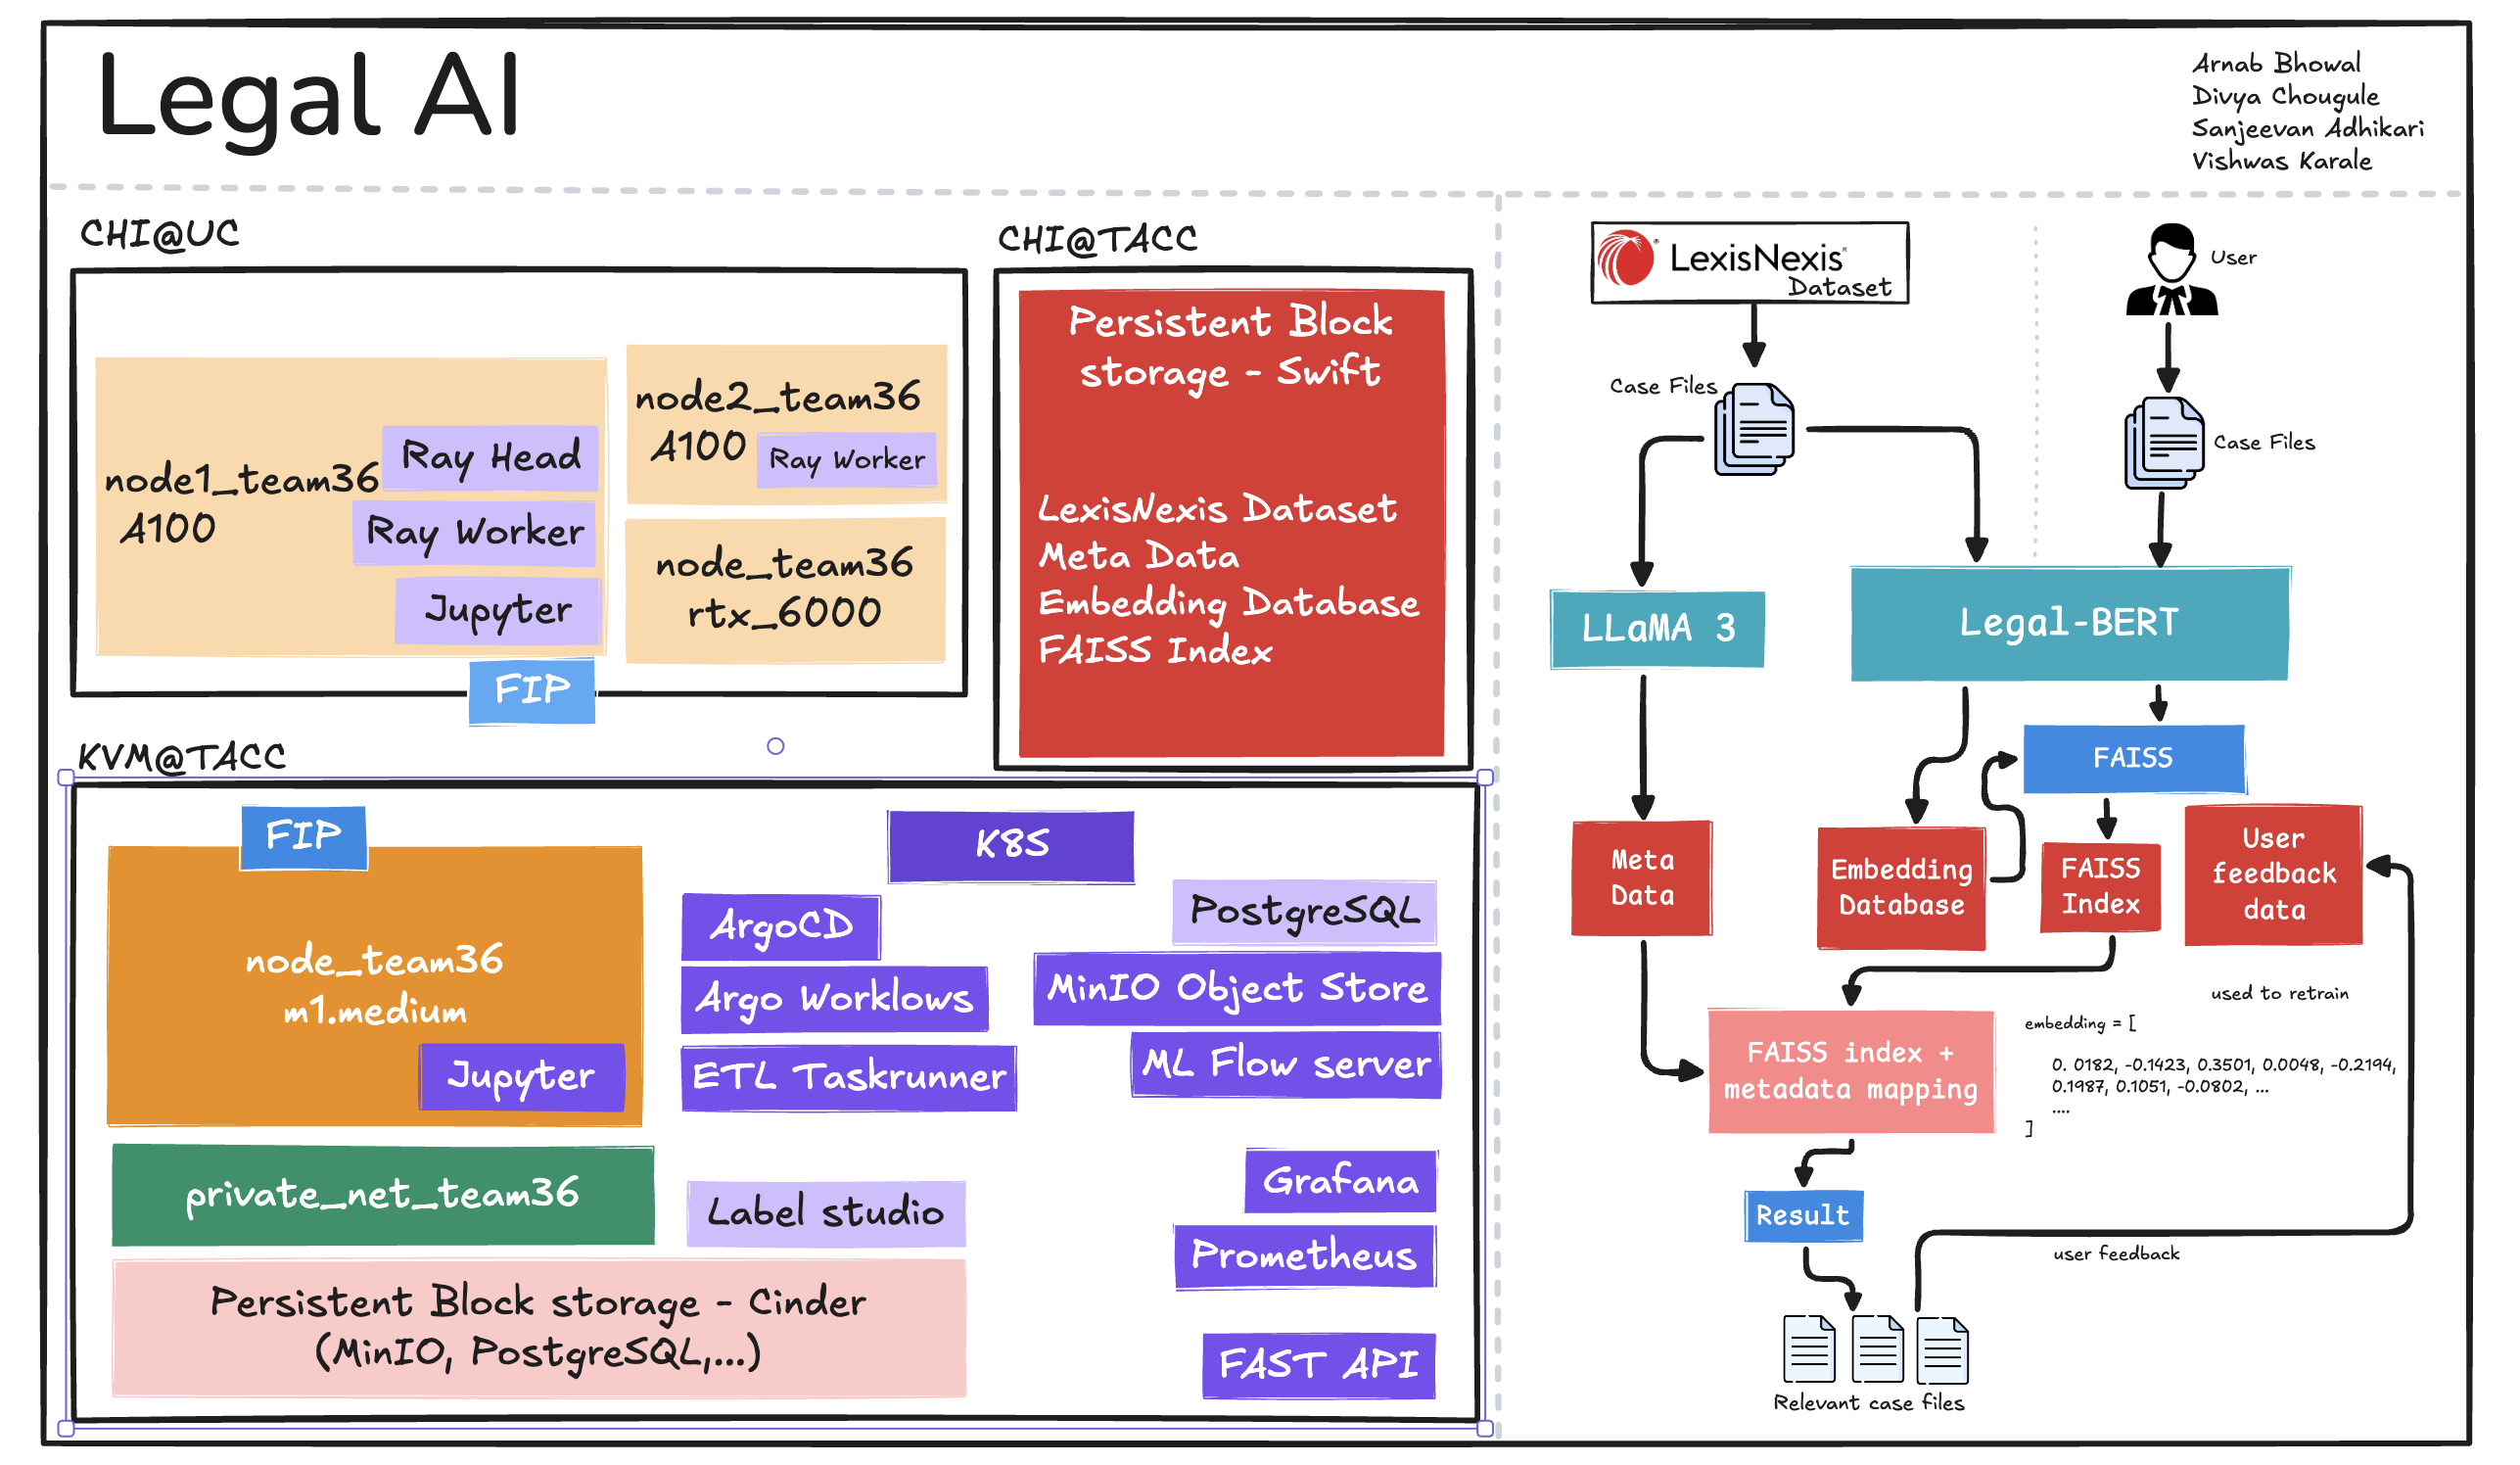 Legal AI
Arnab Bhowal
Divya Chougule
Sanjeevan Adhikari
Vishwas Karale
CHI@UC
node1_team36
A100
Ray Head
Ray Worker
Jupyter
node2_team36
A100
Ray Worker
node_team36
rtx_6000
FIP
CHI@TACC
Persistent Block
storage - Swift
LexisNexis Dataset
Meta Data
Embedding Database
FAISS Index
KVM@TACC
FIP
node_team36
m1.medium
Jupyter
private_net_team36
Persistent Block storage - Cinder
(MinIO, PostgreSQL,...)
K8S
ArgoCD
Argo Worklows
ETL Taskrunner
Label studio
PostgreSQL
MinIO Object Store
ML Flow server
Grafana
Prometheus
FAST API
LexisNexis®
Dataset
User
Case Files
Case Files
LLaMA 3
Legal-BERT
FAISS
Meta
Data
Embedding
Database
FAISS
Index
User
feedback
data
used to retrain
embedding = [
0. 0182, -0.1423, 0.3501, 0.0048, -0.2194,
0.1987, 0.1051, -0.0802, ...
....
]
FAISS index +
metadata mapping
Result
user feedback
Relevant case files